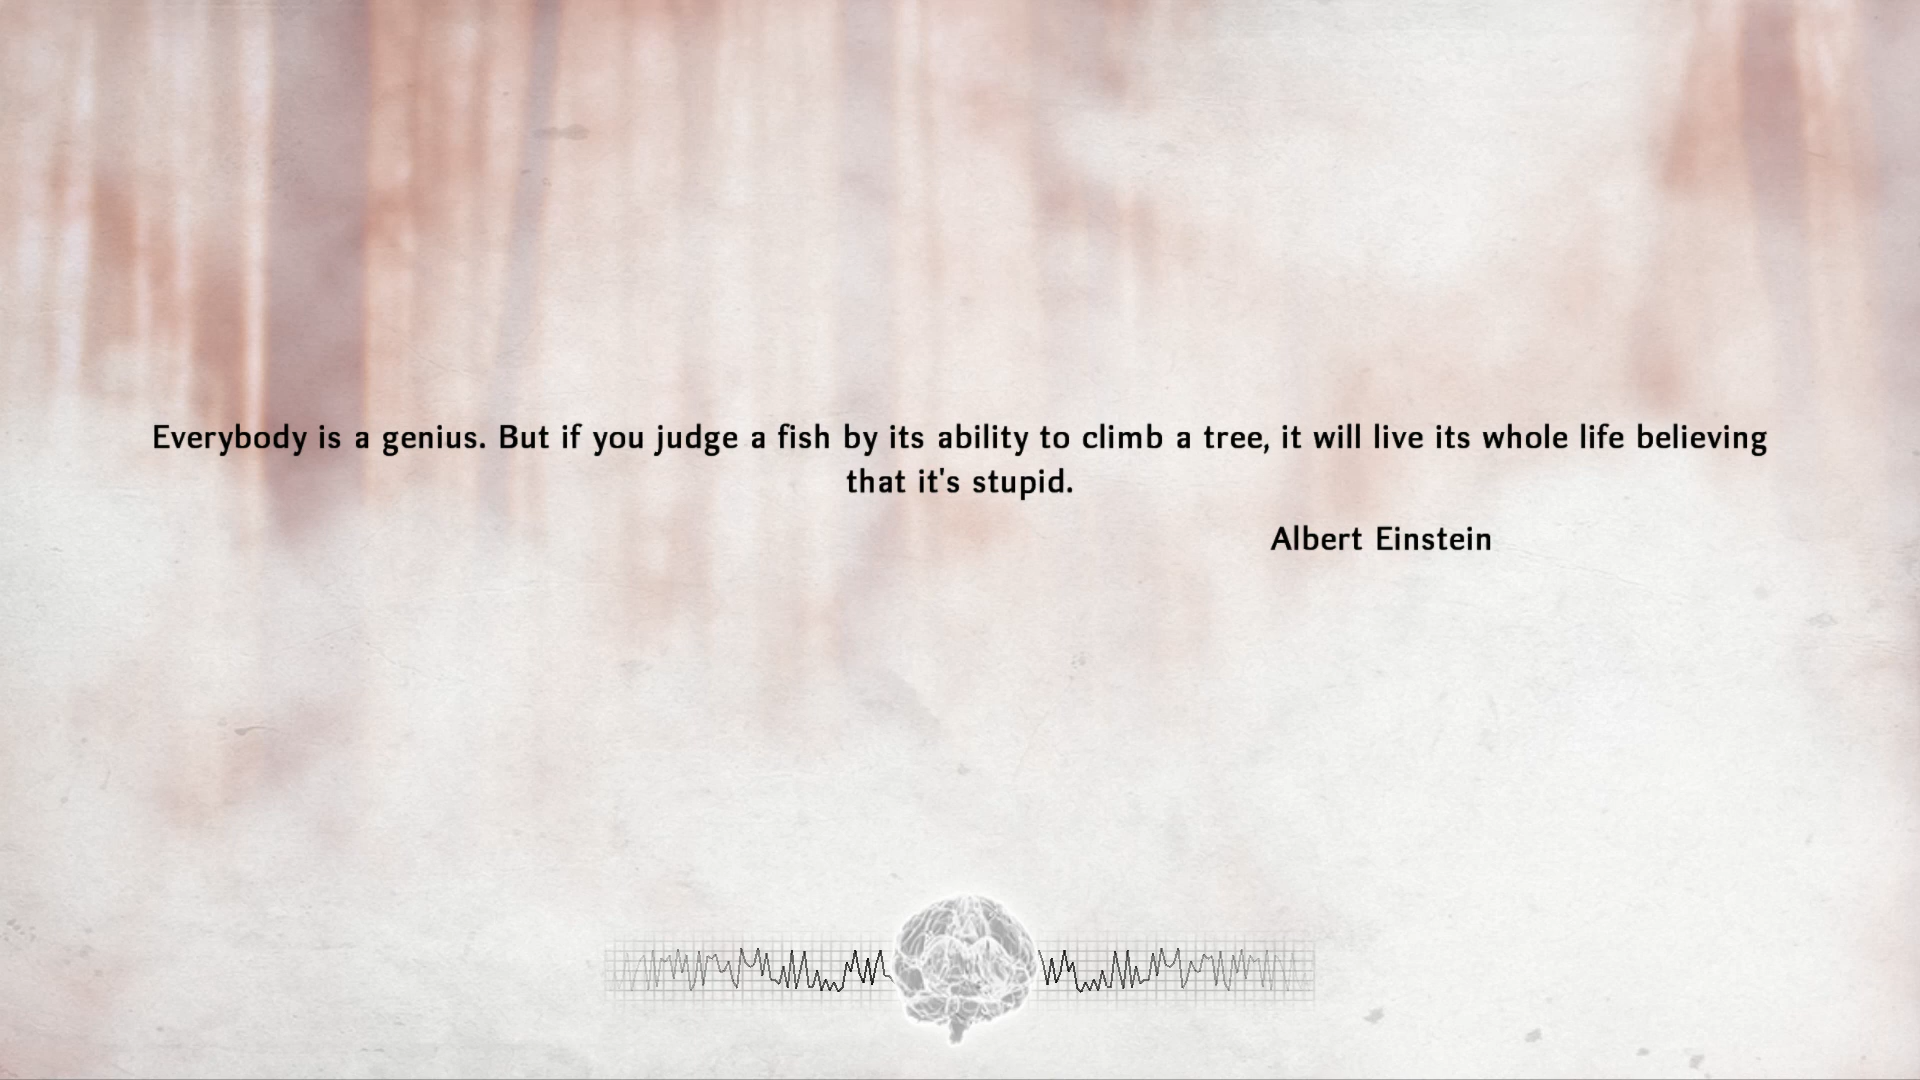 Everybody is a genius. But if you judge a fish by its ability to climb a tree, it will live its whole life believing
that it's stupid.
Albert Einstein